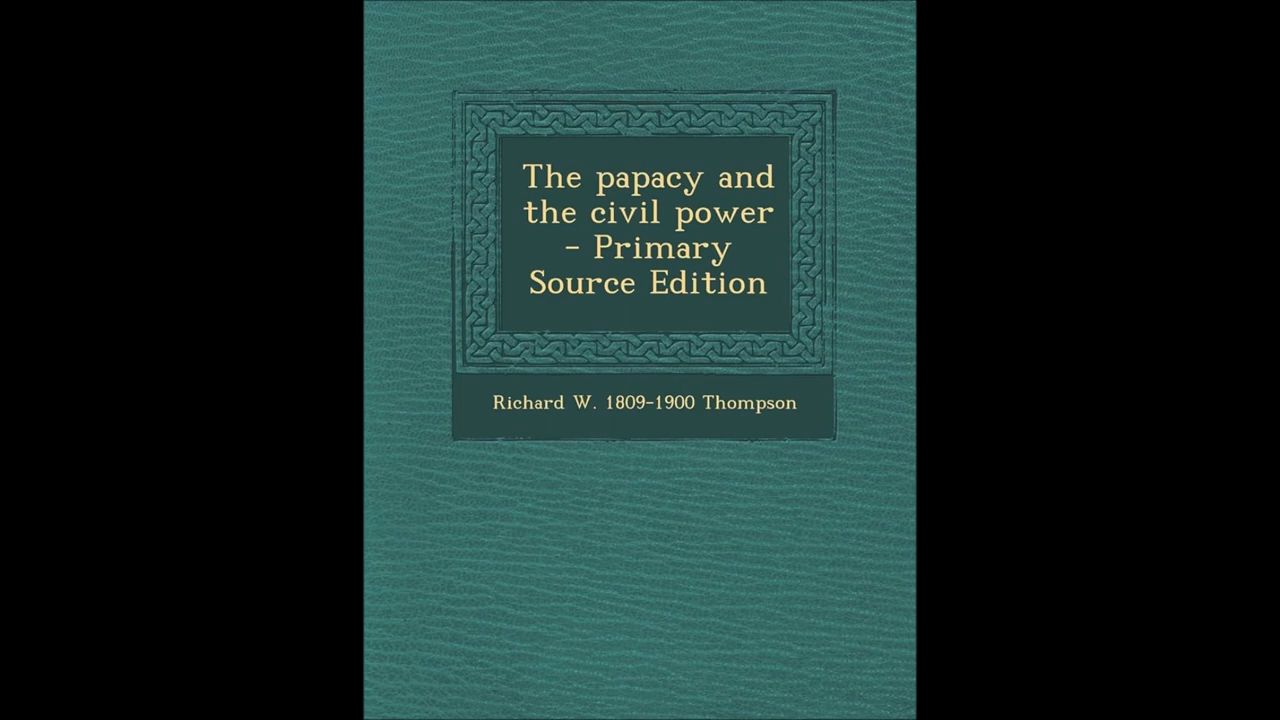 The papacy and
the civil power
- Primary
Source Edition
Richard W. 1809-1900 Thompson